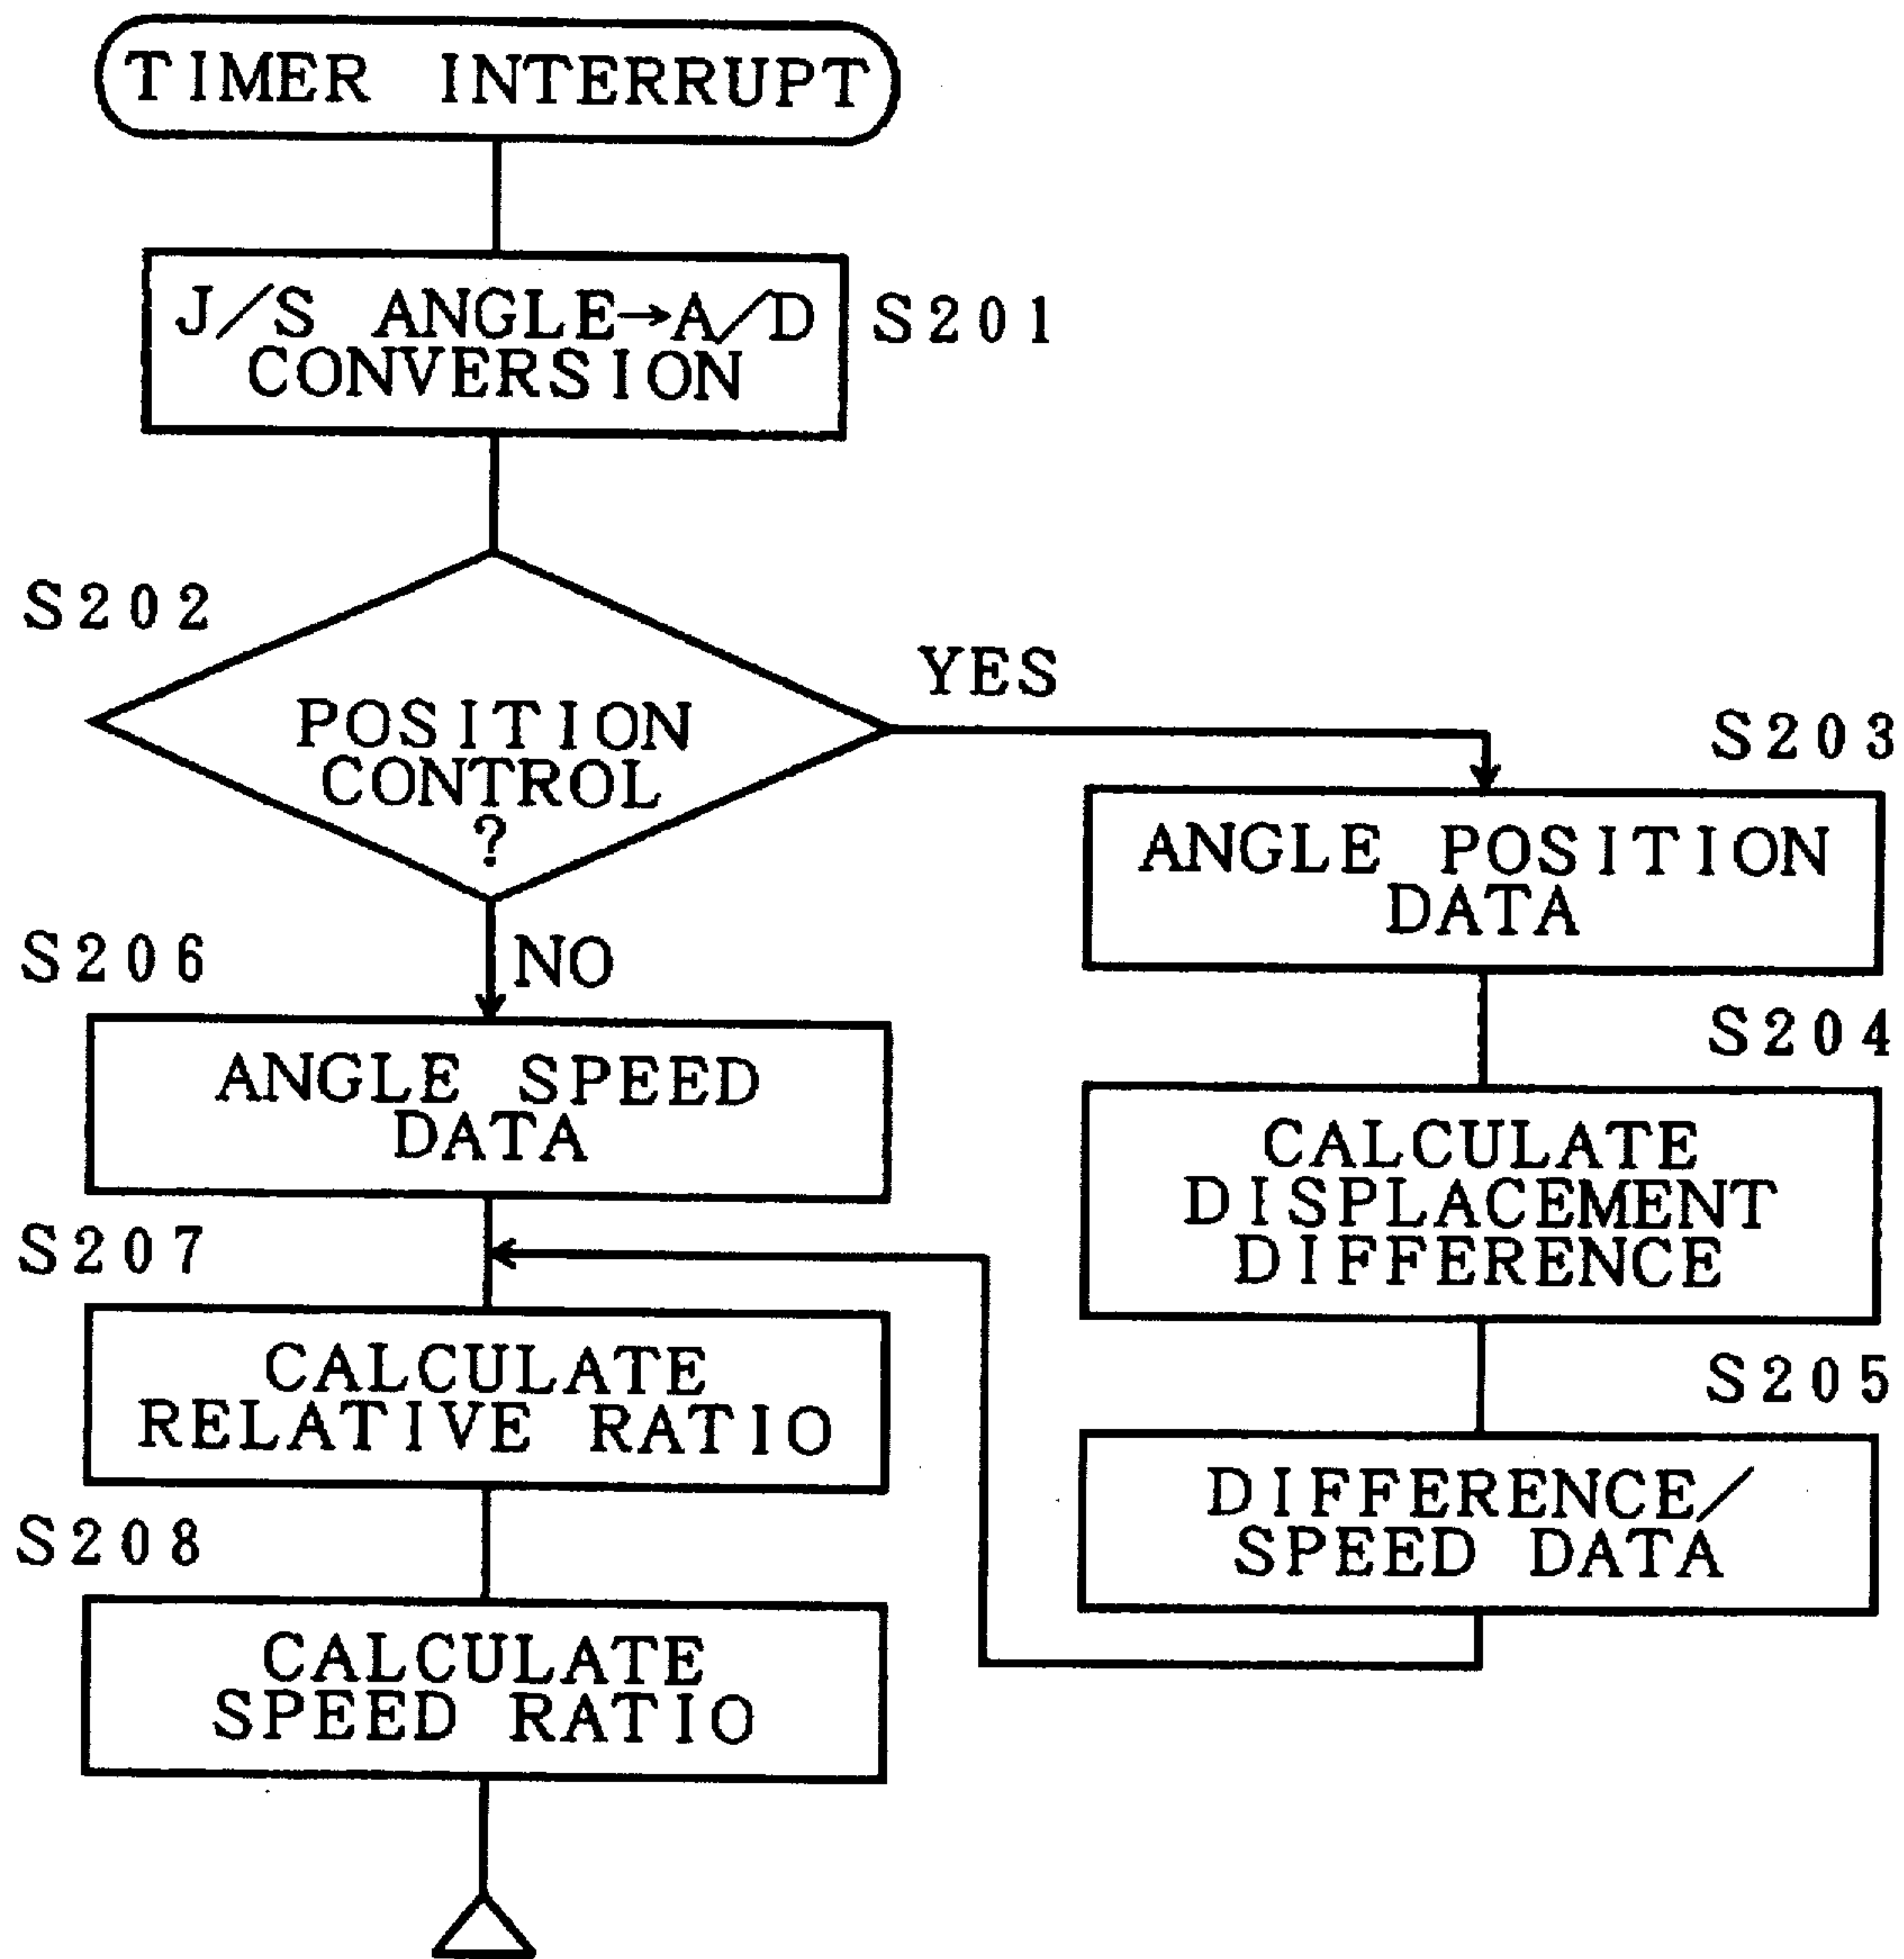 TIMER INTERRUPT
J/S ANGLE→A/D
CONVERSION
S201
S202
POSITION
CONTROL
?
YES
NO
S203
ANGLE POSITION
DATA
S204
CALCULATE
DISPLACEMENT
DIFFERENCE
S205
DIFFERENCE/
SPEED DATA
S206
ANGLE SPEED
DATA
S207
CALCULATE
RELATIVE RATIO
S208
CALCULATE
SPEED RATIO